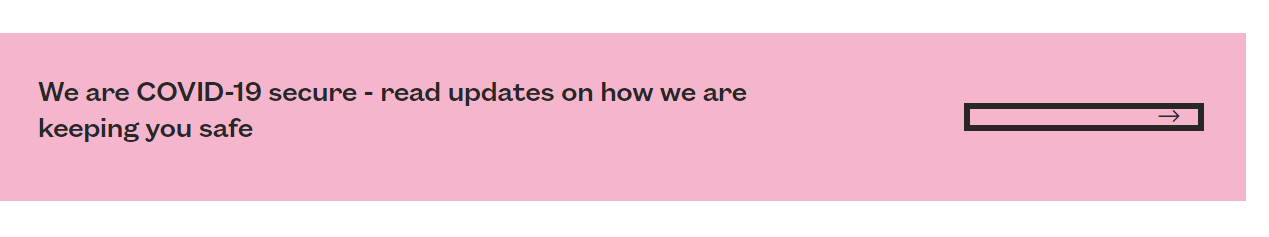 We are COVID-19 secure - read updates on how we are
keeping you safe
→